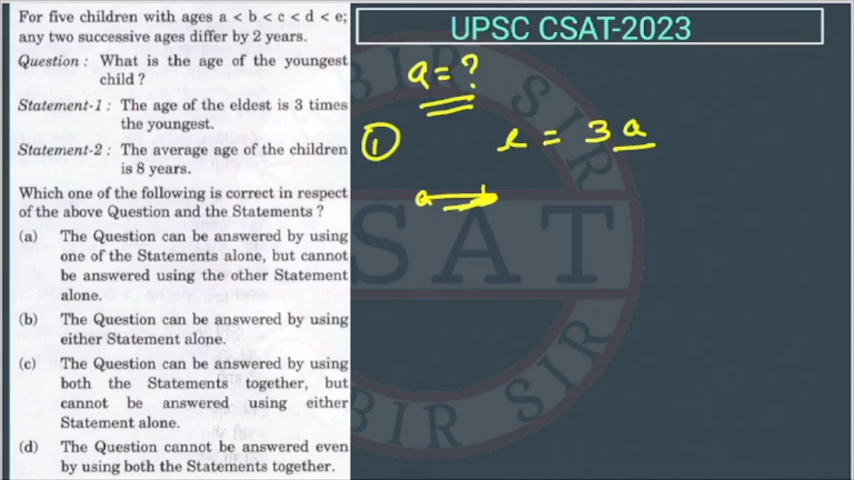 For five children with ages a < b < c < d < e;
any two successive ages differ by 2 years.
Question : What is the age of the youngest
child ?
Statement-1 : The age of the eldest is 3 times
the youngest.
Statement-2 : The average age of the children
is 8 years.
Which one of the following is correct in respect
of the above Question and the Statements ?
(a) The Question can be answered by using
one of the Statements alone, but cannot
be answered using the other Statement
alone.
(b) The Question can be answered by using
either Statement alone.
(c) The Question can be answered by using
both the Statements together, but
cannot be answered using either
Statement alone.
(d) The Question cannot be answered even
by using both the Statements together.
UPSC CSAT-2023
a = ?
① e = 3a
a
BIR SIR
SAT
BIR SIR